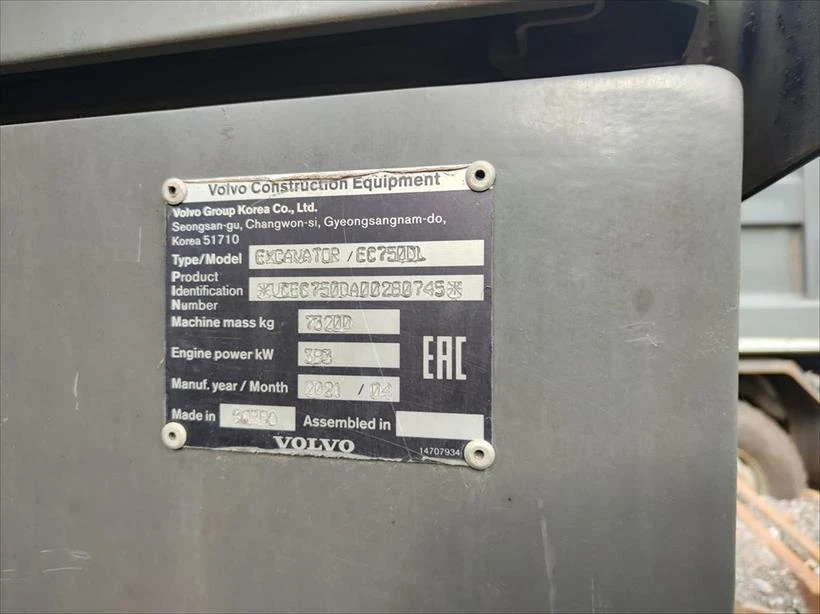 Volvo Construction Equipment
Volvo Group Korea Co., Ltd.
Seongsan-gu, Changwon-si, Gyeongsangnam-do,
Korea 51710
Type/Model EXCAVATOR / EC750DL
Product
Identification *VCEC750DA00280745*
Number
Machine mass kg 73200
Engine power kW 393
Manuf. year / Month 2021 / 04
EAC
Made in KOREA Assembled in
VOLVO 14707934